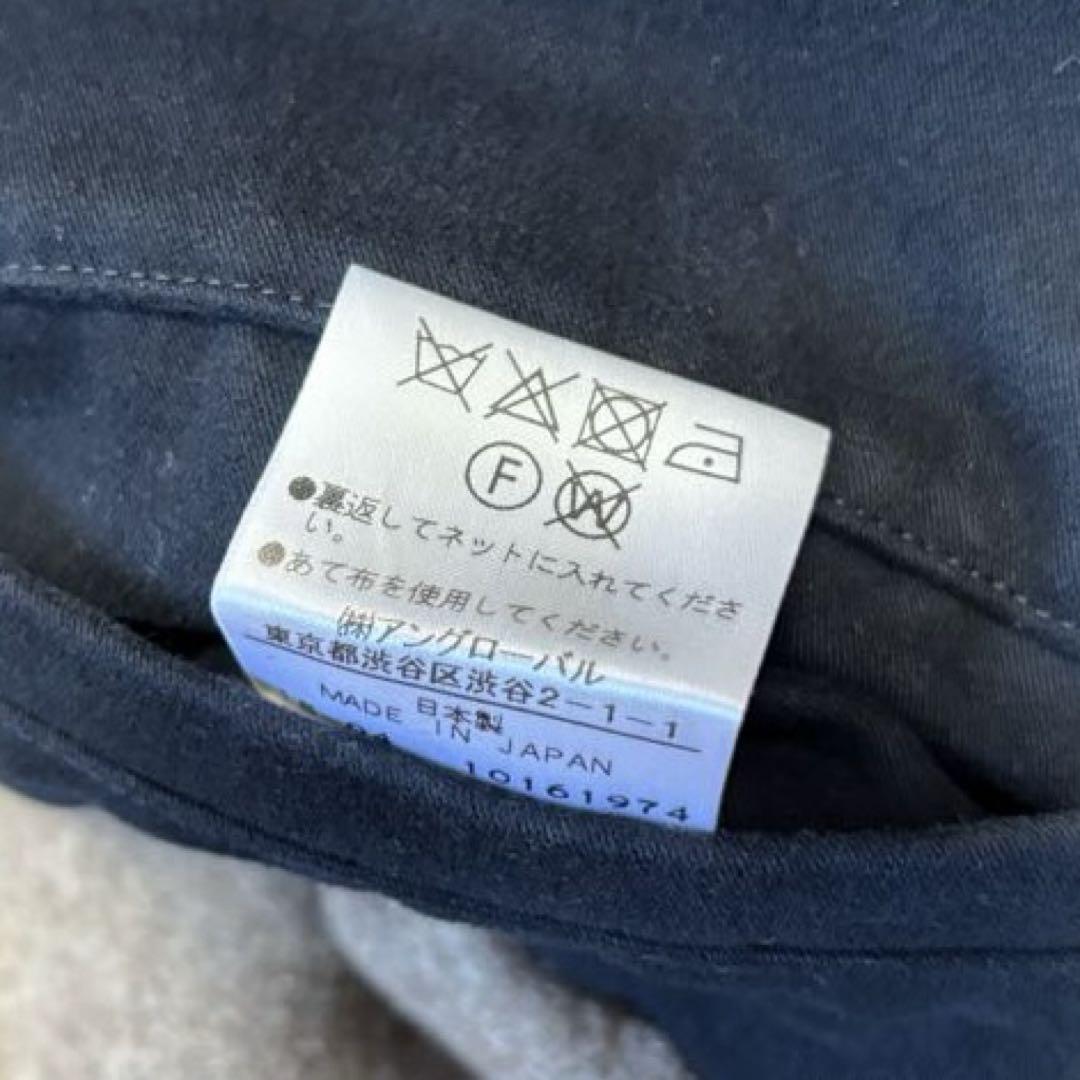 F W
●裏返してネットに入れてくださ
い。
●あて布を使用してください。
㈱アングローバル
東京都渋谷区渋谷2-1-1
日本製
MADE IN JAPAN
10161974